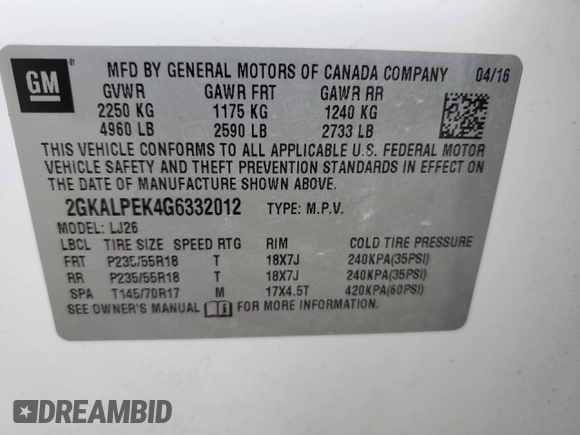 GM 01
MFD BY GENERAL MOTORS OF CANADA COMPANY 04/16
GVWR GAWR FRT GAWR RR
2250 KG 1175 KG 1240 KG
4960 LB 2590 LB 2733 LB
THIS VEHICLE CONFORMS TO ALL APPLICABLE U.S. FEDERAL MOTOR
VEHICLE SAFETY AND THEFT PREVENTION STANDARDS IN EFFECT ON
THE DATE OF MANUFACTURE SHOWN ABOVE.
2GKALPEK4G6332012 TYPE: M.P.V.
MODEL: LJ26
LBCL TIRE SIZE SPEED RTG RIM COLD TIRE PRESSURE
FRT P235/55R18 T 18X7J 240KPA(35PSI)
RR P235/55R18 T 18X7J 240KPA(35PSI)
SPA T145/70R17 M 17X4.5T 420KPA(60PSI)
SEE OWNER'S MANUAL FOR MORE INFORMATION.
DREAMBID